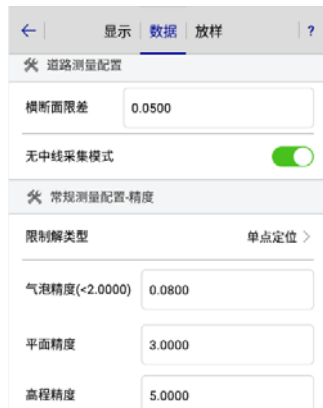 ← 显示 数据 放样 ?
道路测量配置
横断面限差 0.0500
无中线采集模式
常规测量配置-精度
限制解类型 单点定位 >
气泡精度(<2.0000) 0.0800
平面精度 3.0000
高程精度 5.0000